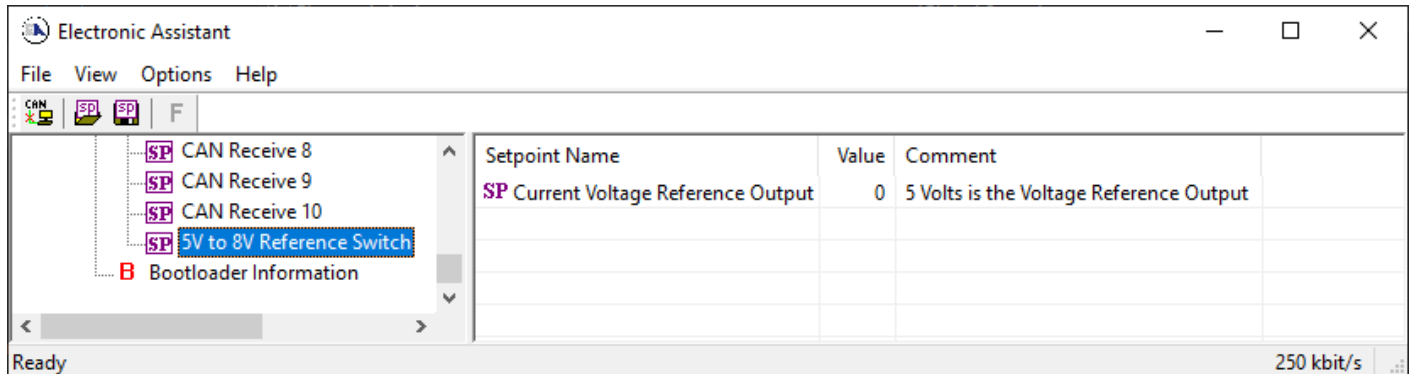 Electronic Assistant
File View Options Help
CAN SP SP F
SP CAN Receive 8
SP CAN Receive 9
SP CAN Receive 10
SP 5V to 8V Reference Switch
B Bootloader Information
Setpoint Name Value Comment
SP Current Voltage Reference Output 0 5 Volts is the Voltage Reference Output
Ready 250 kbit/s